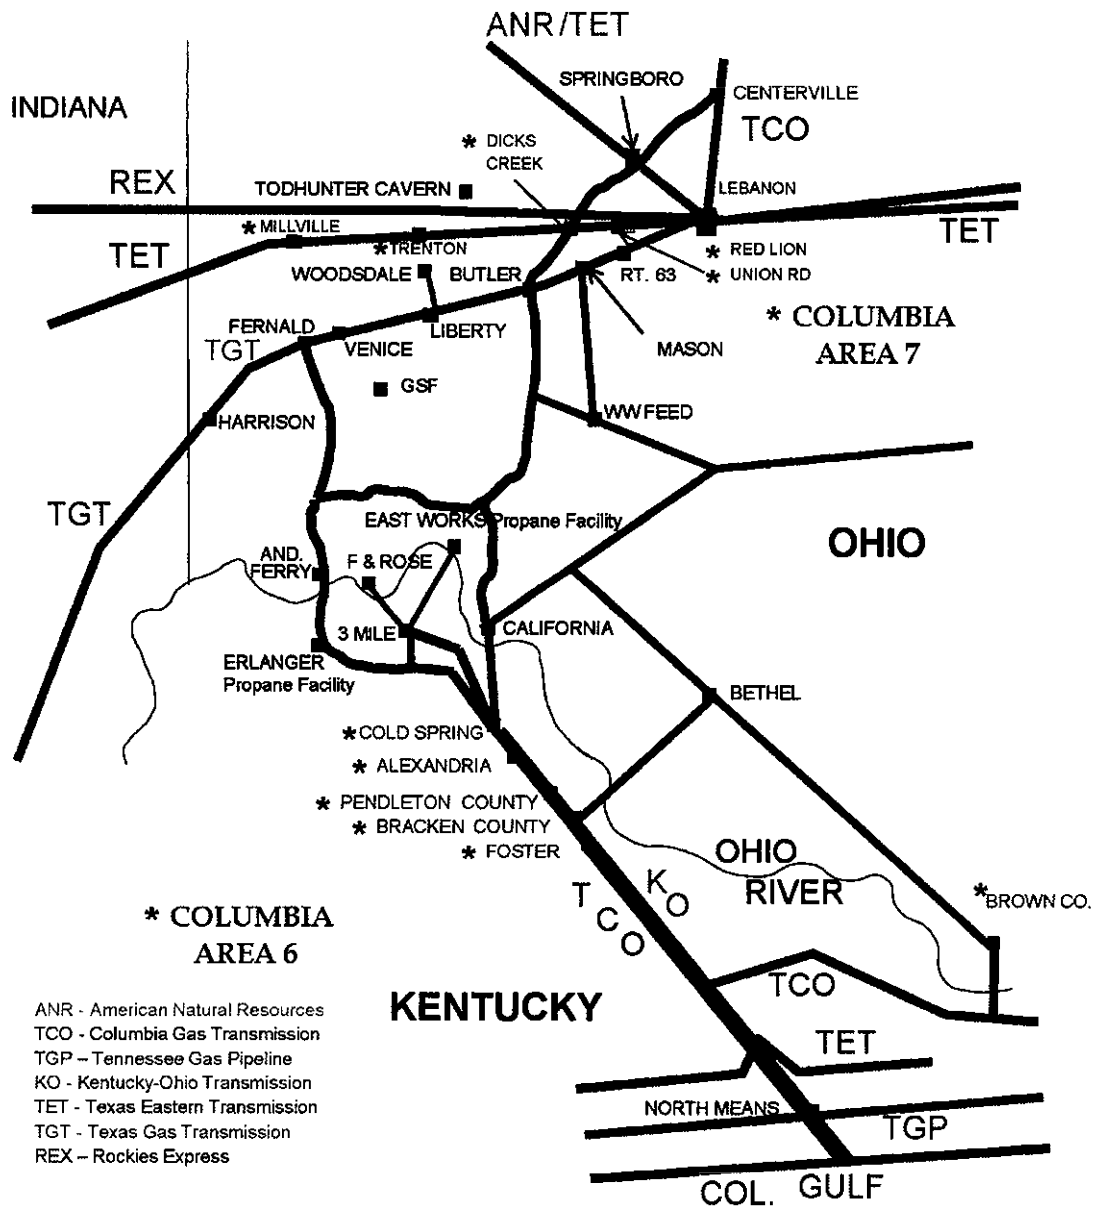 ANR/TET
SPRINGBORO
CENTERVILLE
INDIANA
TCO
* DICKS
CREEK
REX
TODHUNTER CAVERN
LEBANON
* MILLVILLE
TET
* TRENTON
TET
* RED LION
WOODSDALE
BUTLER
RT. 63
* UNION RD
FERNALD
LIBERTY
* COLUMBIA
AREA 7
TGT
VENICE
MASON
GSF
HARRISON
WW FEED
TGT
EAST WORKS Propane Facility
OHIO
AND.
FERRY
F & ROSE
3 MILE
CALIFORNIA
ERLANGER
Propane Facility
BETHEL
* COLD SPRING
* ALEXANDRIA
* PENDLETON COUNTY
* BRACKEN COUNTY
* FOSTER
OHIO
RIVER
TCO
KO
* BROWN CO.
* COLUMBIA
AREA 6
TCO
KENTUCKY
ANR - American Natural Resources
TCO - Columbia Gas Transmission
TGP – Tennessee Gas Pipeline
KO - Kentucky-Ohio Transmission
TET - Texas Eastern Transmission
TGT - Texas Gas Transmission
REX – Rockies Express
TET
NORTH MEANS
TGP
COL. GULF